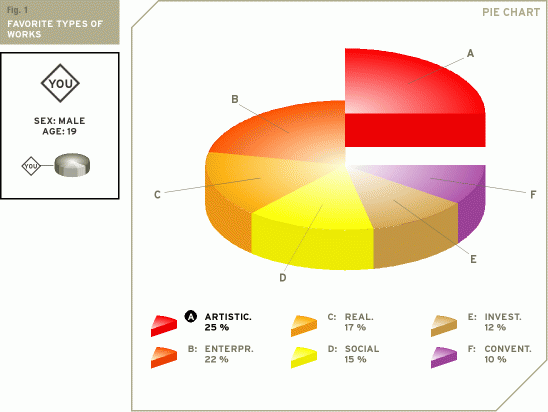 Fig. 1
FAVORITE TYPES OF
WORKS
YOU
SEX: MALE
AGE: 19
YOU
PIE CHART
A
B
C
D
E
F
A ARTISTIC.
25 %
B: ENTERPR.
22 %
C: REAL.
17 %
D: SOCIAL
15 %
E: INVEST.
12 %
F: CONVENT.
10 %